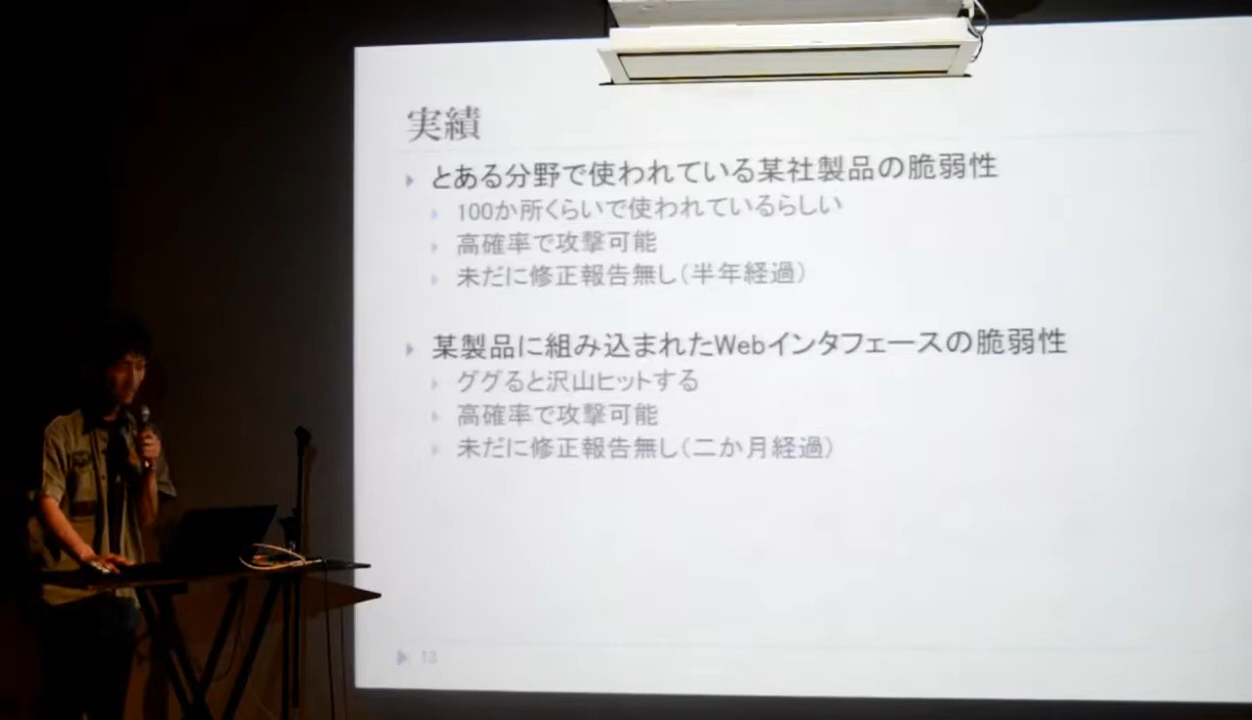 実績
とある分野で使われている某社製品の脆弱性
100か所くらいで使われているらしい
高確率で攻撃可能
未だに修正報告無し（半年経過）
某製品に組み込まれたWebインタフェースの脆弱性
ググると沢山ヒットする
高確率で攻撃可能
未だに修正報告無し（二か月経過）
13